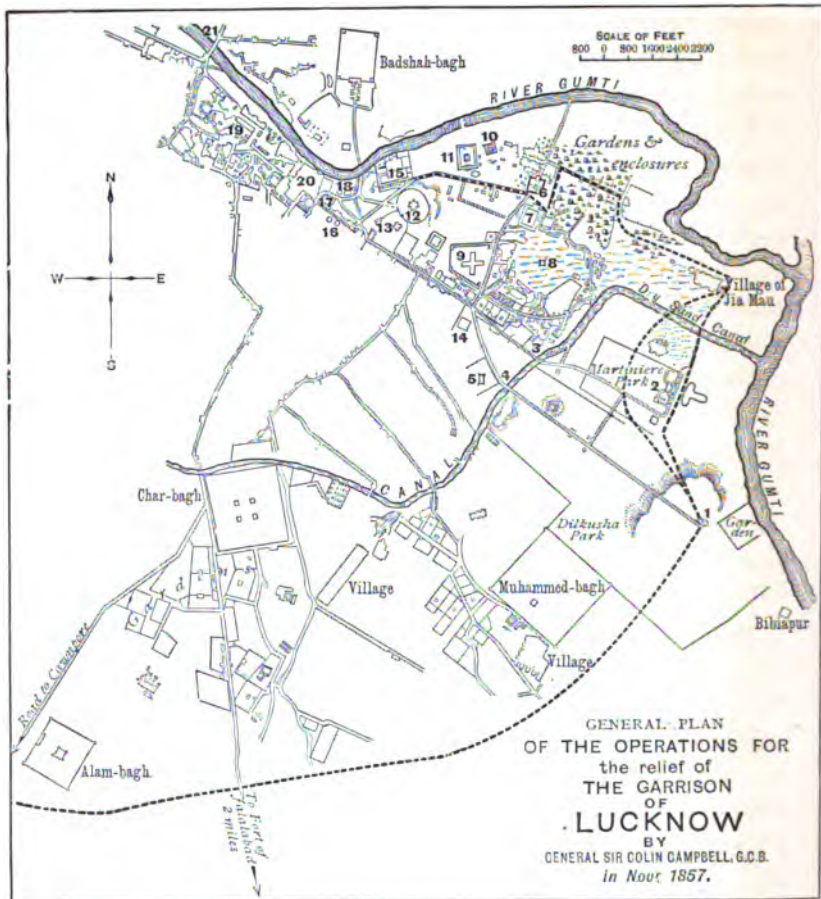 SCALE OF FEET
800 0 800 1600 2400 3200
21
Badshah-bagh
RIVER GUMTI
19
11
10
Gardens &
enclosures
20
18
15
6
17
12
7
16
13
N
W E
S
9
8
Village of
Jia Mau
Dry Sand Canal
14
3
5
4
Martiniere
Park
2
RIVER GUMTI
CANAL
Char-bagh
1
Garden
Dilkusha
Park
Village
Muhammed-bagh
Bibiapur
Village
Road to Cawnpore
Alam-bagh
To Fort of
Jalalabad
2 miles
GENERAL PLAN
OF THE OPERATIONS FOR
the relief of
THE GARRISON
OF
LUCKNOW
BY
GENERAL SIR COLIN CAMPBELL, G.C.B.
in Novr. 1857.